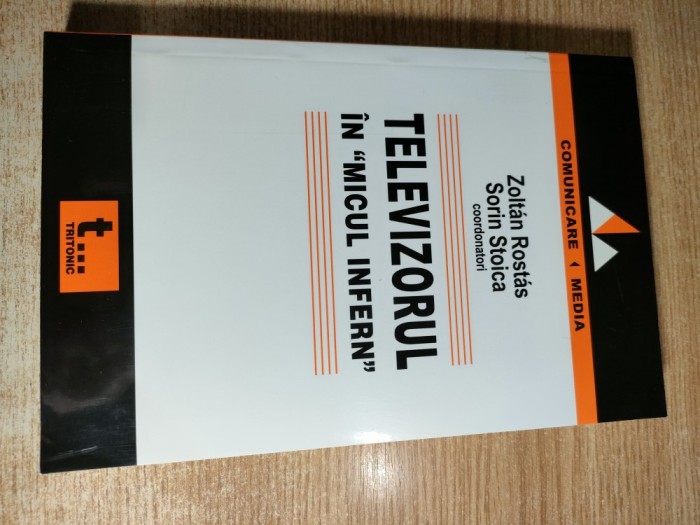 COMUNICARE ◄ MEDIA
Zoltán Rostás
Sorin Stoica
coordonatori
TELEVIZORUL
ÎN “MICUL INFERN”
t...
TRITONIC